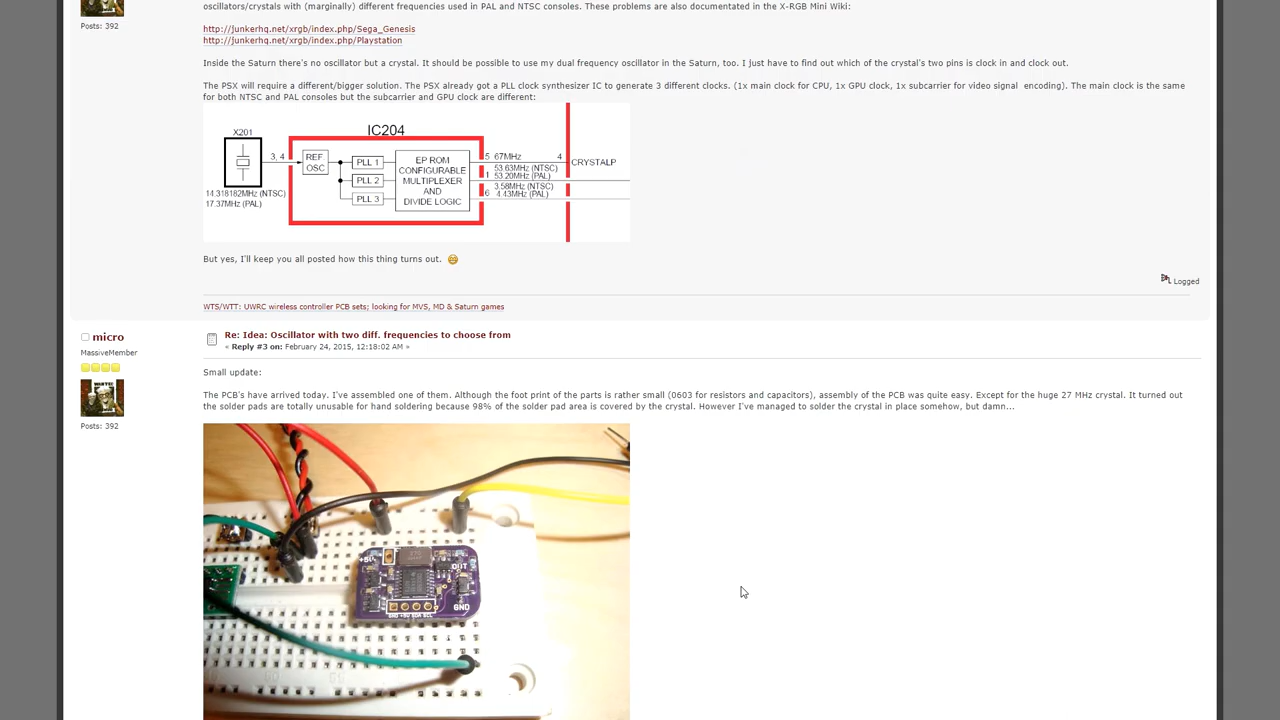 oscillators/crystals with (marginally) different frequencies used in PAL and NTSC consoles. These problems are also documentated in the X-RGB Mini Wiki:
Posts: 392
http://junkerhq.net/xrgb/index.php/Sega_Genesis
http://junkerhq.net/xrgb/index.php/Playstation
Inside the Saturn there's no oscillator but a crystal. It should be possible to use my dual frequency oscillator in the Saturn, too. I just have to find out which of the crystal's two pins is clock in and clock out.
The PSX will require a different/bigger solution. The PSX already got a PLL clock synthesizer IC to generate 3 different clocks. (1x main clock for CPU, 1x GPU clock, 1x subcarrier for video signal encoding). The main clock is the same
for both NTSC and PAL consoles but the subcarrier and GPU clock are different:
X201
IC204
3, 4
REF. OSC
PLL 1
PLL 2
PLL 3
EP ROM
CONFIGURABLE
MULTIPLEXER
AND
DIVIDE LOGIC
5 67MHz 4 CRYSTALP
53.63MHz (NTSC)
1 53.20MHz (PAL)
3.58MHz (NTSC)
6 4.43MHz (PAL)
14.318182MHz (NTSC)
17.37MHz (PAL)
But yes, I'll keep you all posted how this thing turns out.
Logged
WTS/WTT: UWRC wireless controller PCB sets; looking for MVS, MD & Saturn games
micro
MassiveMember
Posts: 392
Re: Idea: Oscillator with two diff. frequencies to choose from
« Reply #3 on: February 24, 2015, 12:18:02 AM »
Small update:
The PCB's have arrived today. I've assembled one of them. Although the foot print of the parts is rather small (0603 for resistors and capacitors), assembly of the PCB was quite easy. Except for the huge 27 MHz crystal. It turned out
the solder pads are totally unusable for hand soldering because 98% of the solder pad area is covered by the crystal. However I've managed to solder the crystal in place somehow, but damn...
+5V
OUT
GND